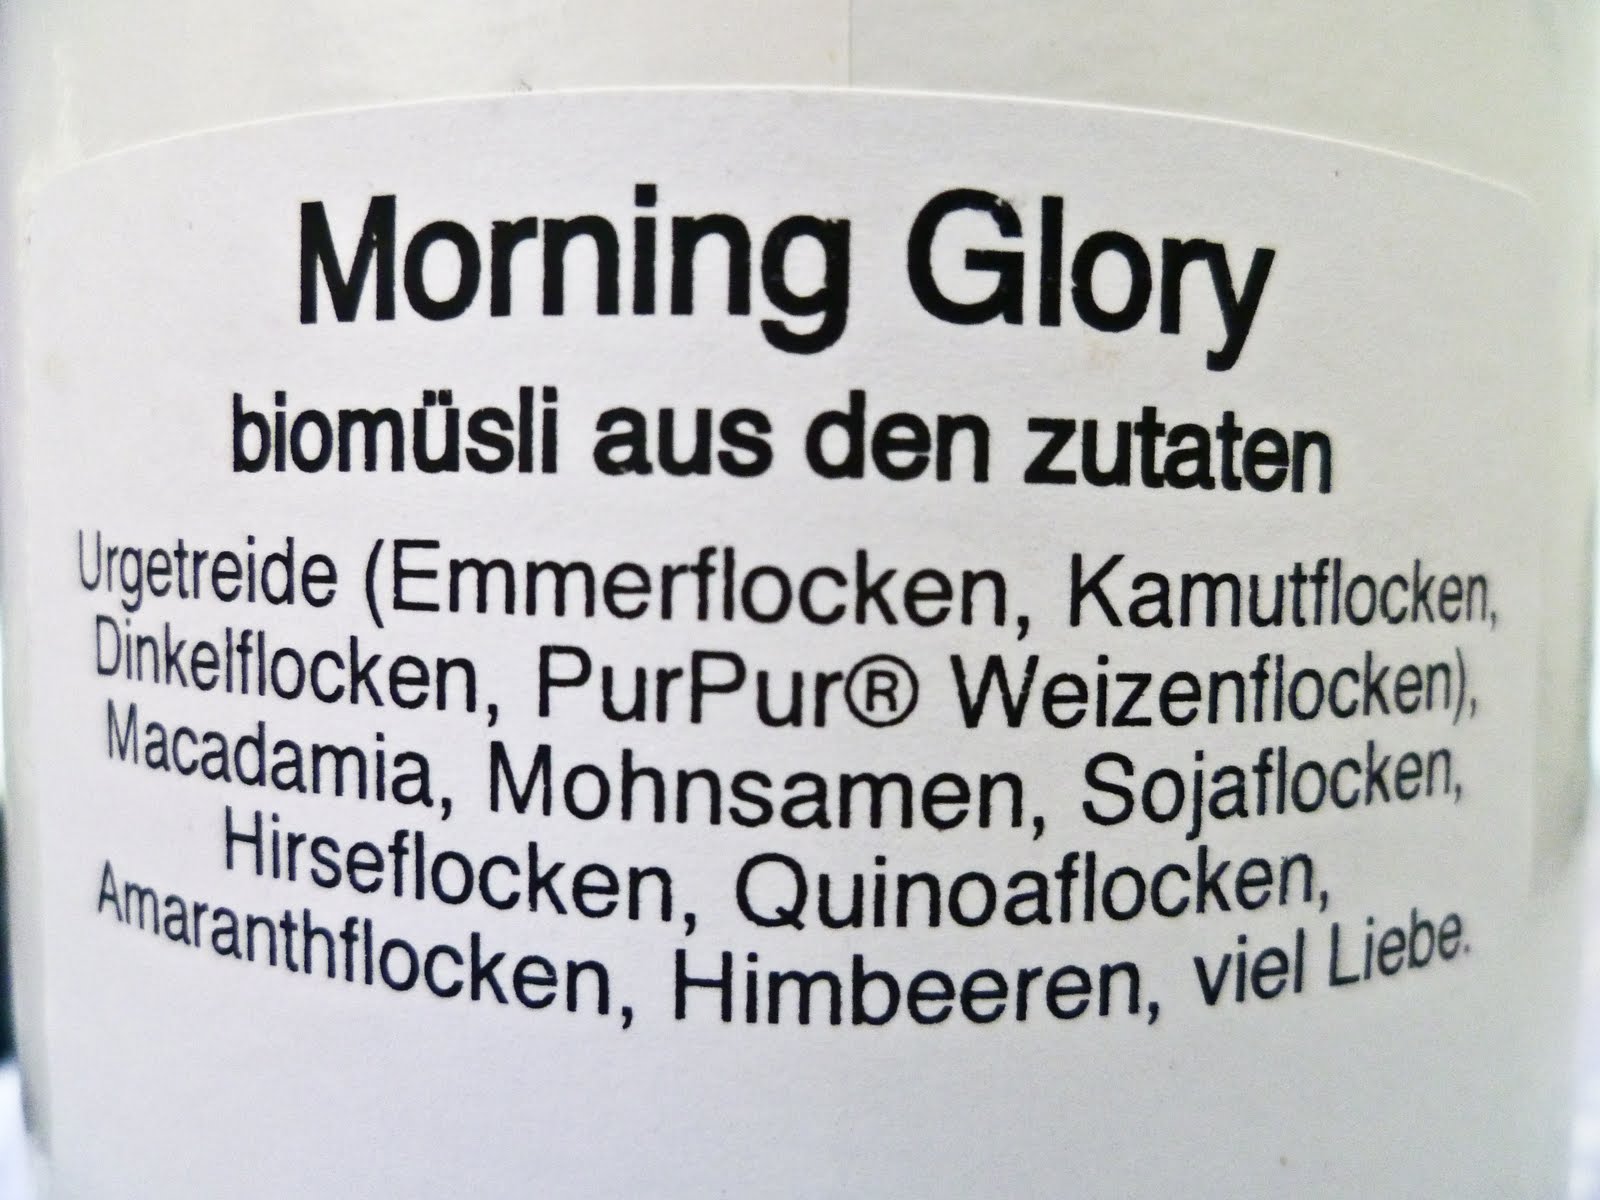 Morning Glory
biomüsli aus den zutaten
Urgetreide (Emmerflocken, Kamutflocken,
Dinkelflocken, PurPur® Weizenflocken),
Macadamia, Mohnsamen, Sojaflocken,
Hirseflocken, Quinoaflocken,
Amaranthflocken, Himbeeren, viel Liebe.